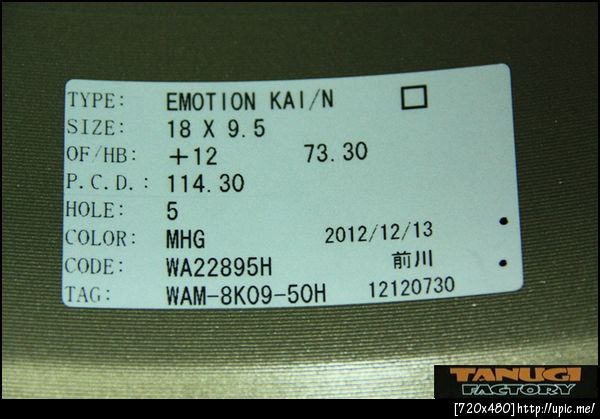 TYPE: EMOTION KAI/N
SIZE: 18 X 9.5
OF/HB: +12 73.30
P.C.D.: 114.30
HOLE: 5
COLOR: MHG 2012/12/13
CODE: WA22895H 前川
TAG: WAM-8K09-50H 12120730
TANUGI
FACTORY
[720x480] http://upic.me/